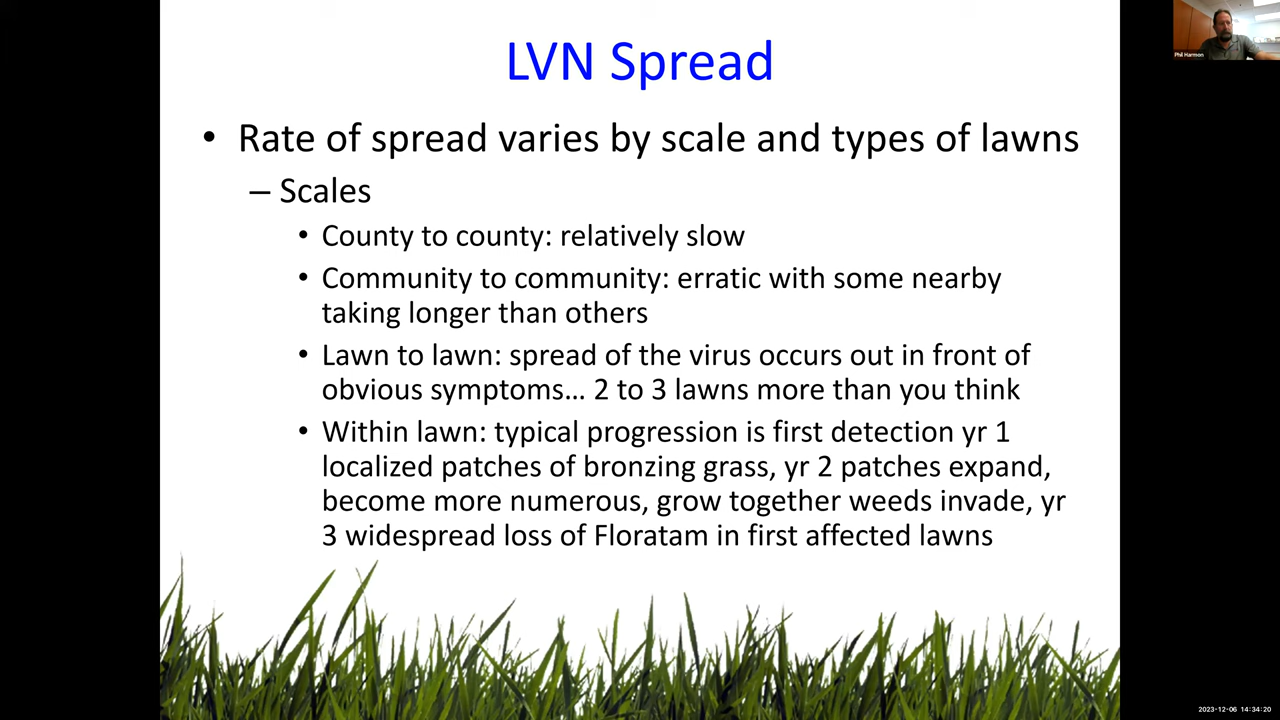 LVN Spread
• Rate of spread varies by scale and types of lawns
– Scales
• County to county: relatively slow
• Community to community: erratic with some nearby
taking longer than others
• Lawn to lawn: spread of the virus occurs out in front of
obvious symptoms… 2 to 3 lawns more than you think
• Within lawn: typical progression is first detection yr 1
localized patches of bronzing grass, yr 2 patches expand,
become more numerous, grow together weeds invade, yr
3 widespread loss of Floratam in first affected lawns
Phil Harmon
2023-12-06 14:34:20